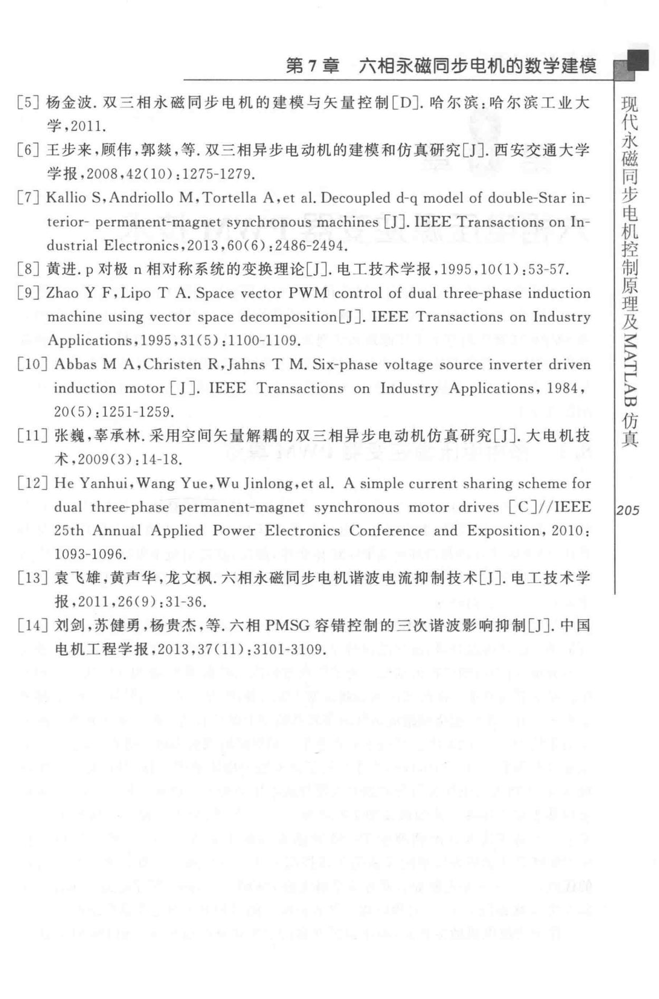 第 7 章 六相永磁同步电机的数学建模
[5] 杨金波. 双三相永磁同步电机的建模与矢量控制[D]. 哈尔滨:哈尔滨工业大
学,2011.
[6] 王步来,顾伟,郭燚,等. 双三相异步电动机的建模和仿真研究[J]. 西安交通大学
学报,2008,42(10):1275-1279.
[7] Kallio S,Andriollo M,Tortella A,et al. Decoupled d-q model of double-Star in-
terior- permanent-magnet synchronous machines [J]. IEEE Transactions on In-
dustrial Electronics,2013,60(6):2486-2494.
[8] 黄进. p 对极 n 相对称系统的变换理论[J]. 电工技术学报,1995,10(1):53-57.
[9] Zhao Y F,Lipo T A. Space vector PWM control of dual three-phase induction
machine using vector space decomposition[J]. IEEE Transactions on Industry
Applications,1995,31(5):1100-1109.
[10] Abbas M A,Christen R,Jahns T M. Six-phase voltage source inverter driven
induction motor[J]. IEEE Transactions on Industry Applications, 1984,
20(5):1251-1259.
[11] 张巍,辜承林. 采用空间矢量解耦的双三相异步电动机仿真研究[J]. 大电机技
术,2009(3):14-18.
[12] He Yanhui,Wang Yue,Wu Jinlong,et al. A simple current sharing scheme for
dual three-phase permanent-magnet synchronous motor drives [C]//IEEE
25th Annual Applied Power Electronics Conference and Exposition, 2010:
1093-1096.
[13] 袁飞雄,黄声华,龙文枫. 六相永磁同步电机谐波电流抑制技术[J]. 电工技术学
报,2011,26(9):31-36.
[14] 刘剑,苏健勇,杨贵杰,等. 六相 PMSG 容错控制的三次谐波影响抑制[J]. 中国
电机工程学报,2013,37(11):3101-3109.
现代永磁同步电机控制原理及MATLAB仿真
205